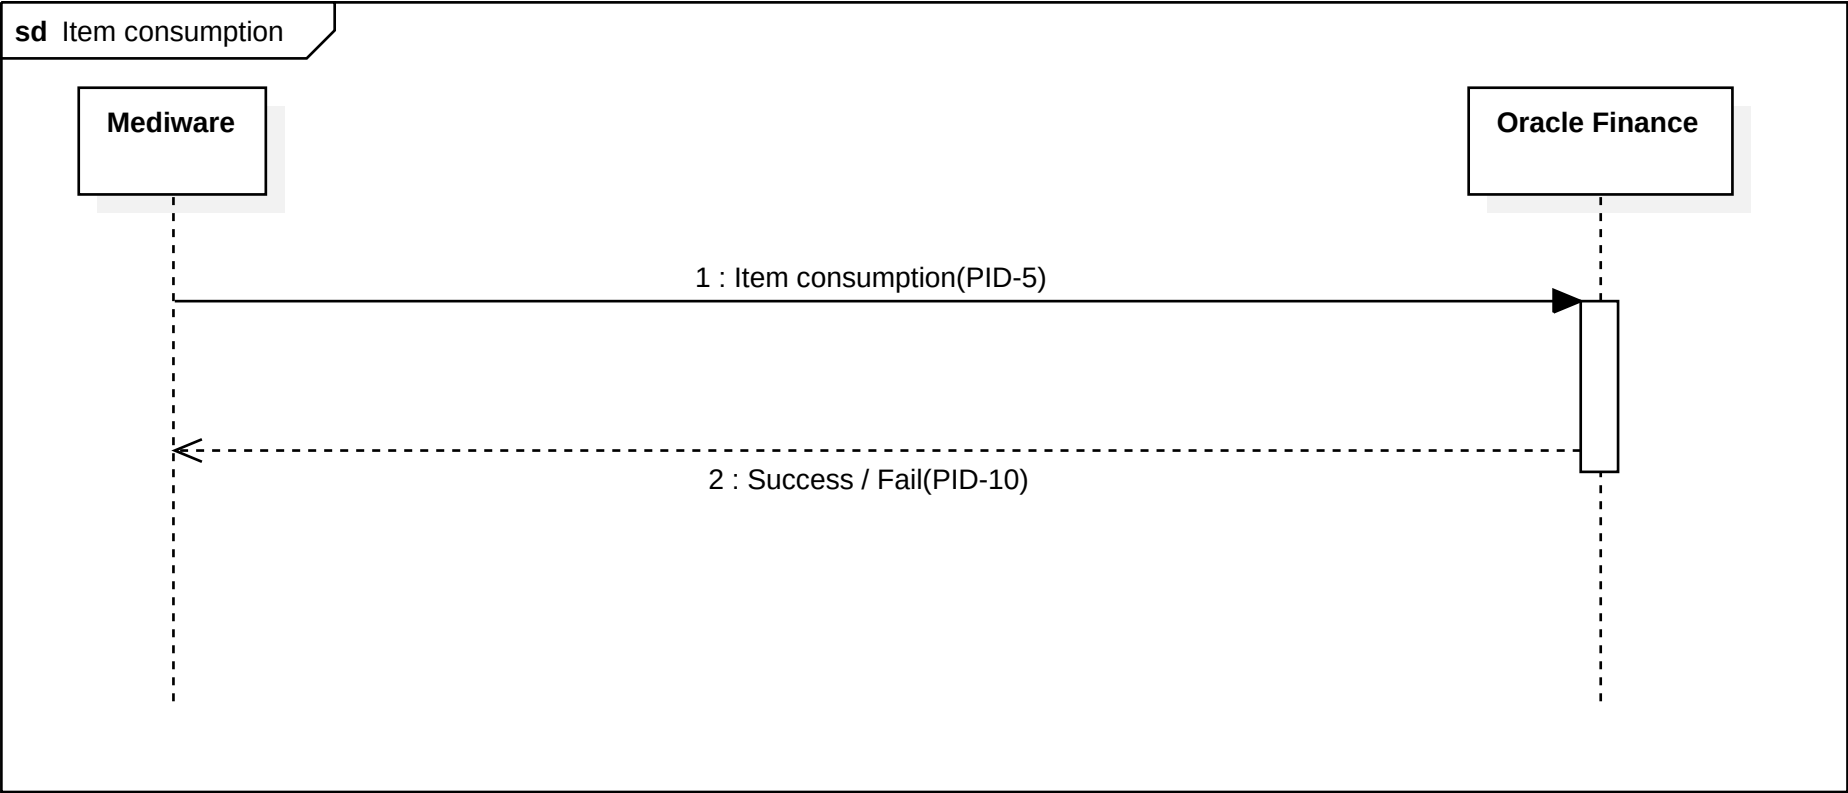 sd Item consumption
Mediware
Oracle Finance
1 : Item consumption(PID-5)
2 : Success / Fail(PID-10)